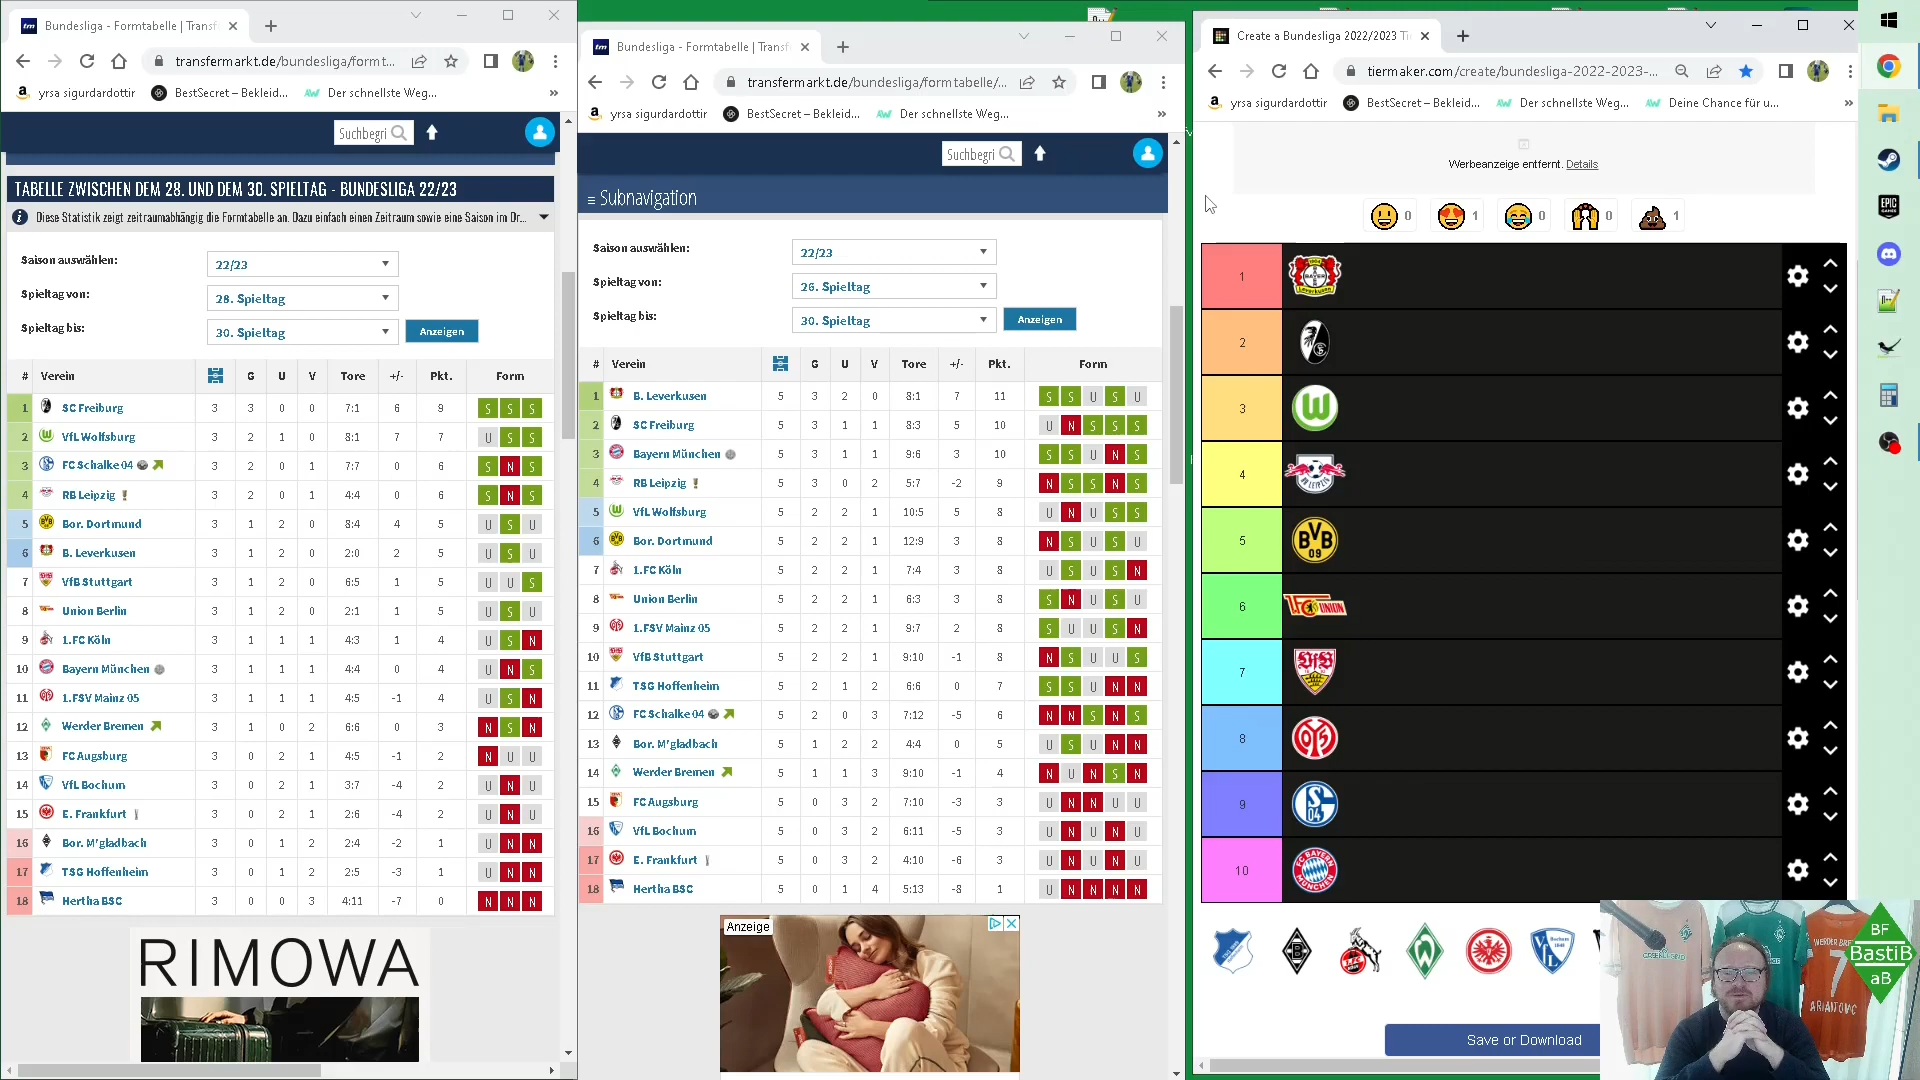 Bundesliga - Formtabelle | Transf
transfermarkt.de/bundesliga/formt...
yrsa sigurdardottir
BestSecret – Bekleid...
Der schnellste Weg...
»
Suchbegri
TABELLE ZWISCHEN DEM 28. UND DEM 30. SPIELTAG - BUNDESLIGA 22/23
Diese Statistik zeigt zeitraumabhängig die Formtabelle an. Dazu einfach einen Zeitraum sowie eine Saison im Dr...
Saison auswählen: 22/23
Spieltag von: 28. Spieltag
Spieltag bis: 30. Spieltag Anzeigen
# Verein G U V Tore +/- Pkt. Form
1 SC Freiburg 3 3 0 0 7:1 6 9 S S S
2 VfL Wolfsburg 3 2 1 0 8:1 7 7 U S S
3 FC Schalke 04 3 2 0 1 7:7 0 6 S N S
4 RB Leipzig 3 2 0 1 4:4 0 6 S N S
5 Bor. Dortmund 3 1 2 0 8:4 4 5 U S U
6 B. Leverkusen 3 1 2 0 2:0 2 5 U S U
7 VfB Stuttgart 3 1 2 0 6:5 1 5 U U S
8 Union Berlin 3 1 2 0 2:1 1 5 U S U
9 1.FC Köln 3 1 1 1 4:3 1 4 U S N
10 Bayern München 3 1 1 1 4:4 0 4 U N S
11 1.FSV Mainz 05 3 1 1 1 4:5 -1 4 U S N
12 Werder Bremen 3 1 0 2 6:6 0 3 N S N
13 FC Augsburg 3 0 2 1 4:5 -1 2 N U U
14 VfL Bochum 3 0 2 1 3:7 -4 2 U N U
15 E. Frankfurt 3 0 2 1 2:6 -4 2 U N U
16 Bor. M'gladbach 3 0 1 2 2:4 -2 1 U N N
17 TSG Hoffenheim 3 0 1 2 2:5 -3 1 U N N
18 Hertha BSC 3 0 0 3 4:11 -7 0 N N N
RIMOWA
Bundesliga - Formtabelle | Transf
transfermarkt.de/bundesliga/formtabelle/...
yrsa sigurdardottir
BestSecret – Bekleid...
Der schnellste Weg...
»
Suchbegri
≡ Subnavigation
Saison auswählen: 22/23
Spieltag von: 26. Spieltag
Spieltag bis: 30. Spieltag Anzeigen
# Verein G U V Tore +/- Pkt. Form
1 B. Leverkusen 5 3 2 0 8:1 7 11 S S U S U
2 SC Freiburg 5 3 1 1 8:3 5 10 U N S S S
3 Bayern München 5 3 1 1 9:6 3 10 S S U N S
4 RB Leipzig 5 3 0 2 5:7 -2 9 N S S N S
5 VfL Wolfsburg 5 2 2 1 10:5 5 8 U N U S S
6 Bor. Dortmund 5 2 2 1 12:9 3 8 N S U S U
7 1.FC Köln 5 2 2 1 7:4 3 8 U S U S N
8 Union Berlin 5 2 2 1 6:3 3 8 S N U S U
9 1.FSV Mainz 05 5 2 2 1 9:7 2 8 S U U S N
10 VfB Stuttgart 5 2 2 1 9:10 -1 8 N S U U S
11 TSG Hoffenheim 5 2 1 2 6:6 0 7 S S U N N
12 FC Schalke 04 5 2 0 3 7:12 -5 6 N N S N S
13 Bor. M'gladbach 5 1 2 2 4:4 0 5 U S U N N
14 Werder Bremen 5 1 1 3 9:10 -1 4 N U N S N
15 FC Augsburg 5 0 3 2 7:10 -3 3 U N N U U
16 VfL Bochum 5 0 3 2 6:11 -5 3 U N U N U
17 E. Frankfurt 5 0 3 2 4:10 -6 3 U N U N U
18 Hertha BSC 5 0 1 4 5:13 -8 1 U N N N N
Anzeige
Create a Bundesliga 2022/2023 Ti
tiermaker.com/create/bundesliga-2022-2023-...
yrsa sigurdardottir
BestSecret – Bekleid...
Der schnellste Weg...
Deine Chance für u...
»
Werbeanzeige entfernt. Details
0 1 0 0 1
1
2
3
4
5
BVB
09
6
1.FC UNION
7
8
9
S
04
10
FC BAYERN
MÜNCHEN
Save or Download
BF
BastiB
aB
WERDER BRE
7
ARNAUTOVIC
EPIC
GAMES